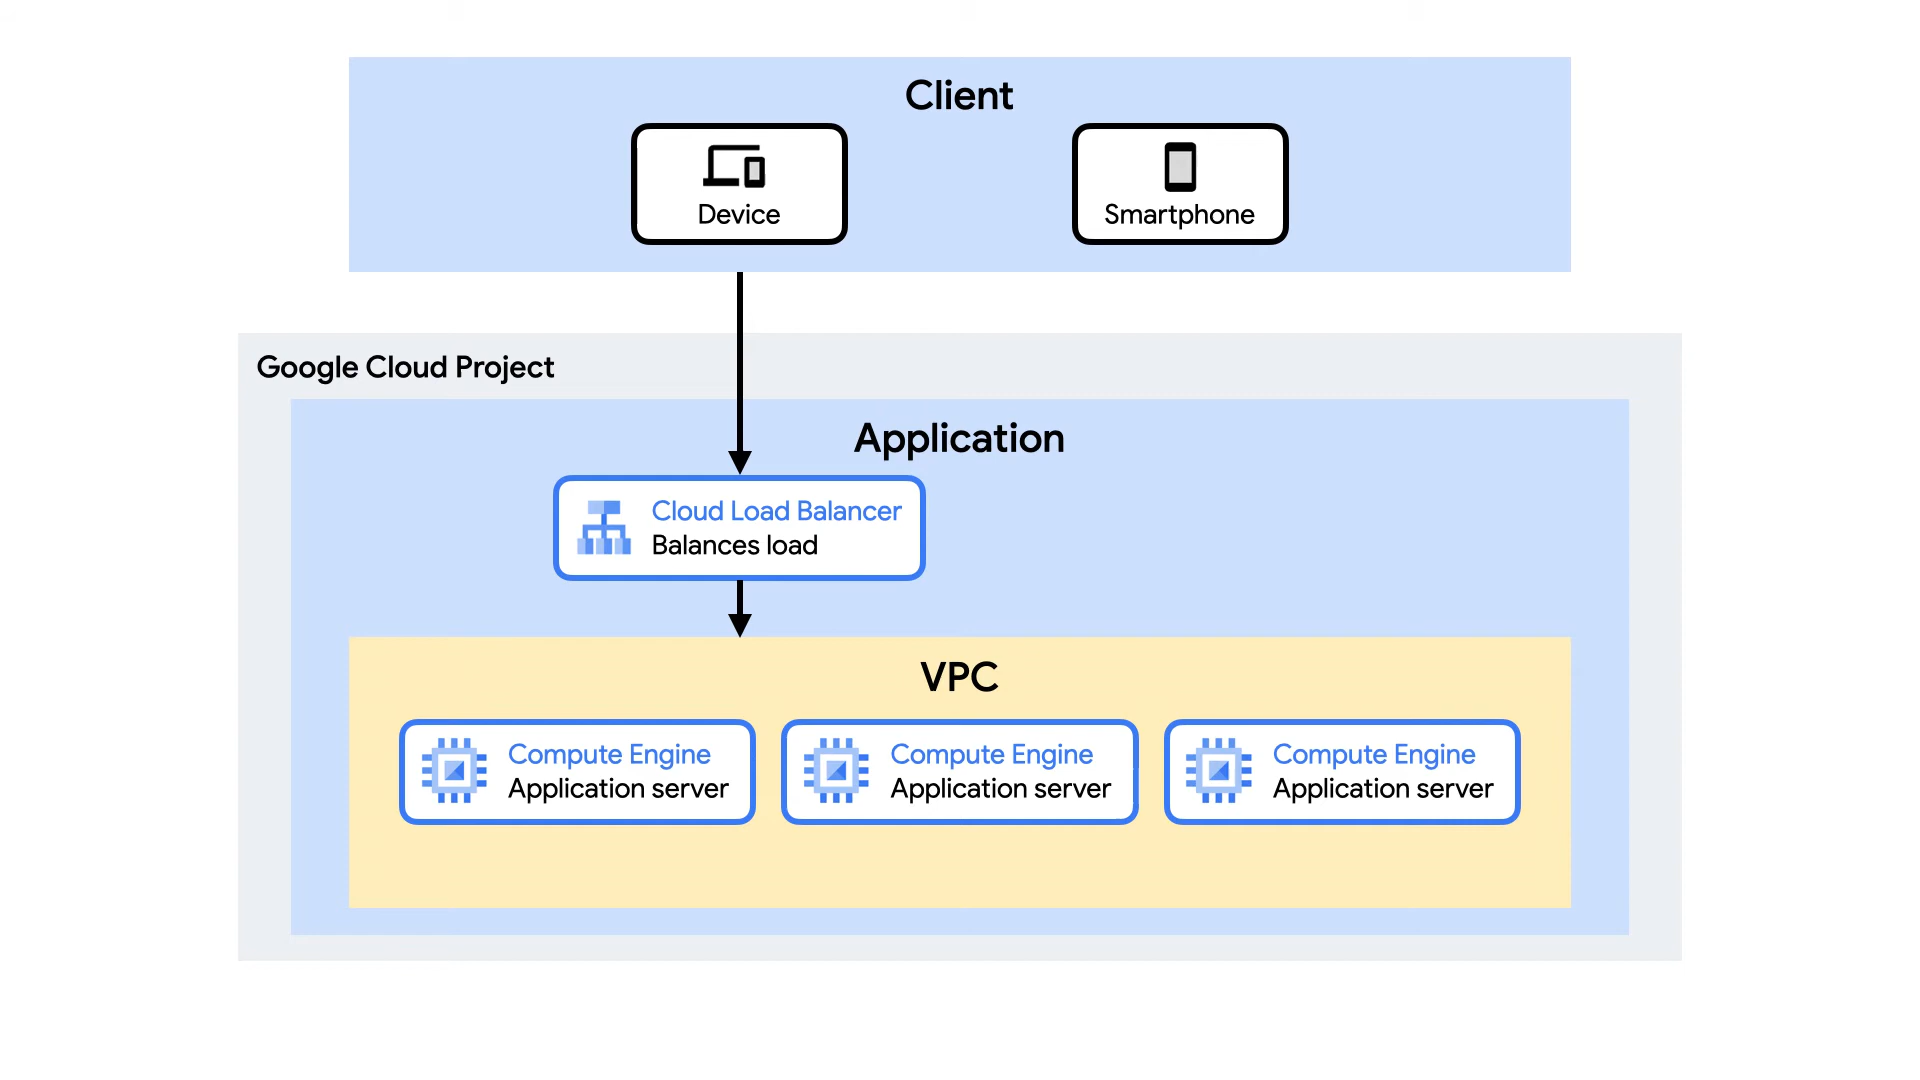 Client
Device
Smartphone
Google Cloud Project
Application
Cloud Load Balancer
Balances load
VPC
Compute Engine
Application server
Compute Engine
Application server
Compute Engine
Application server